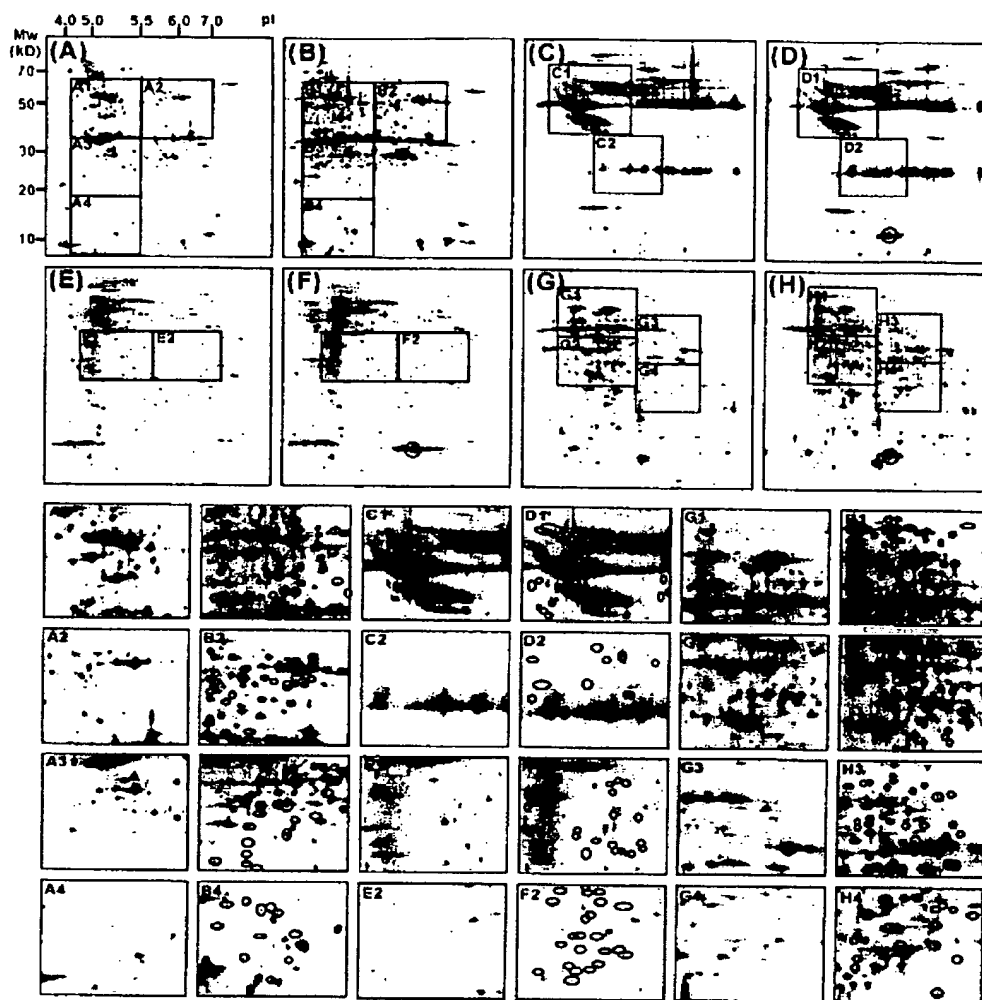 4.0 5.0 5.5 6.0 7.0 pI
Mw
(kD)
70
50
30
20
10
(A) (B) (C) (D)
A1 A2 B2 C1 D1
A3 C2 D2
A4 B4
(E) (F) (G) (H)
E2 F2 G3 H3
C1 D1 G1
A2 B2 C2 D2
A3 G3 H3
A4 B4 E2 F2 G4 H4